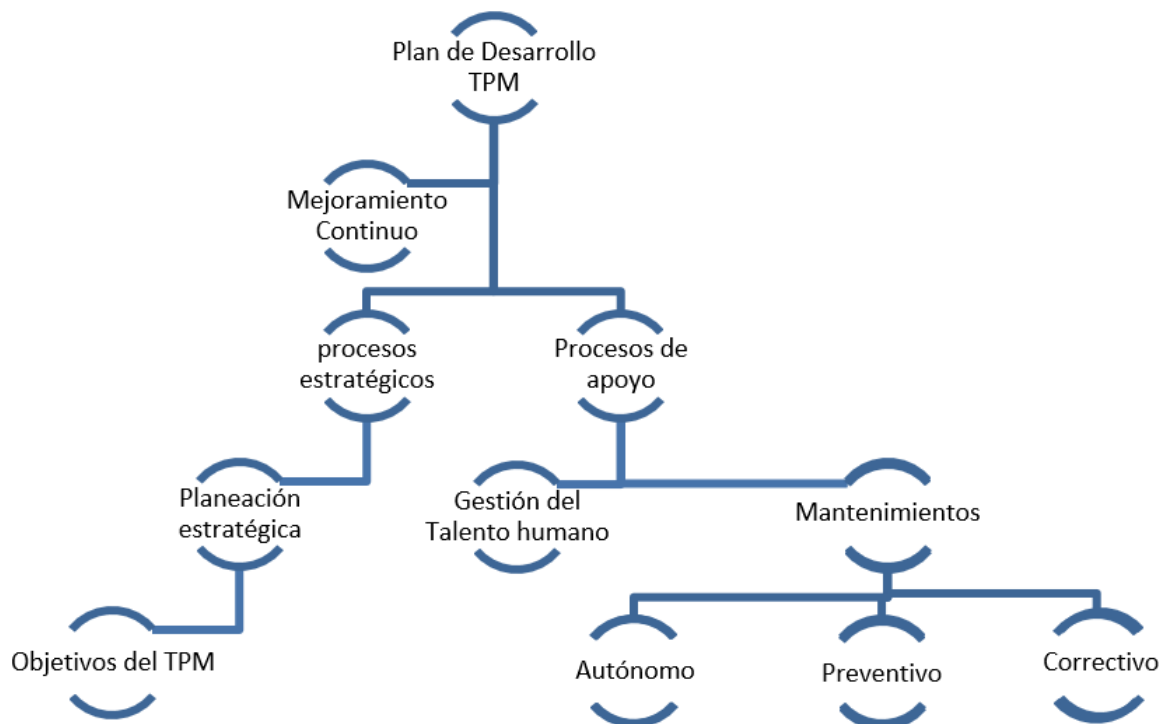 Plan de Desarrollo
TPM
Mejoramiento
Continuo
procesos
estratégicos
Procesos de
apoyo
Planeación
estratégica
Gestión del
Talento humano
Mantenimientos
Objetivos del TPM
Autónomo
Preventivo
Correctivo